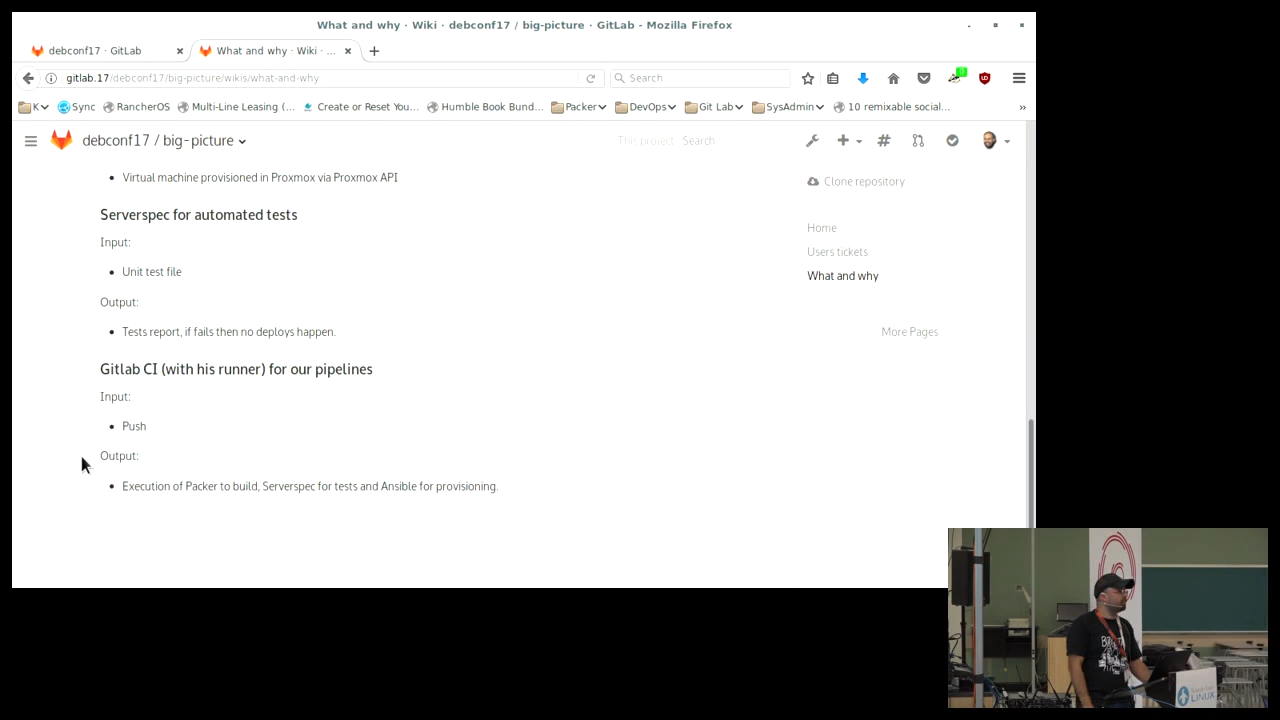 What and why · Wiki · debconf17 / big-picture · GitLab - Mozilla Firefox
debconf17 · GitLab
What and why · Wiki · ...
gitlab.17/debconf17/big-picture/wikis/what-and-why
Search
K
Sync
RancherOS
Multi-Line Leasing (...
Create or Reset You...
Humble Book Bund...
Packer
DevOps
Git Lab
SysAdmin
10 remixable social...
debconf17 / big-picture
This project Search
Virtual machine provisioned in Proxmox via Proxmox API
Serverspec for automated tests
Input:
Unit test file
Output:
Tests report, if fails then no deploys happen.
Gitlab CI (with his runner) for our pipelines
Input:
Push
Output:
Execution of Packer to build, Serverspec for tests and Ansible for provisioning.
Clone repository
Home
Users tickets
What and why
More Pages
LINUX